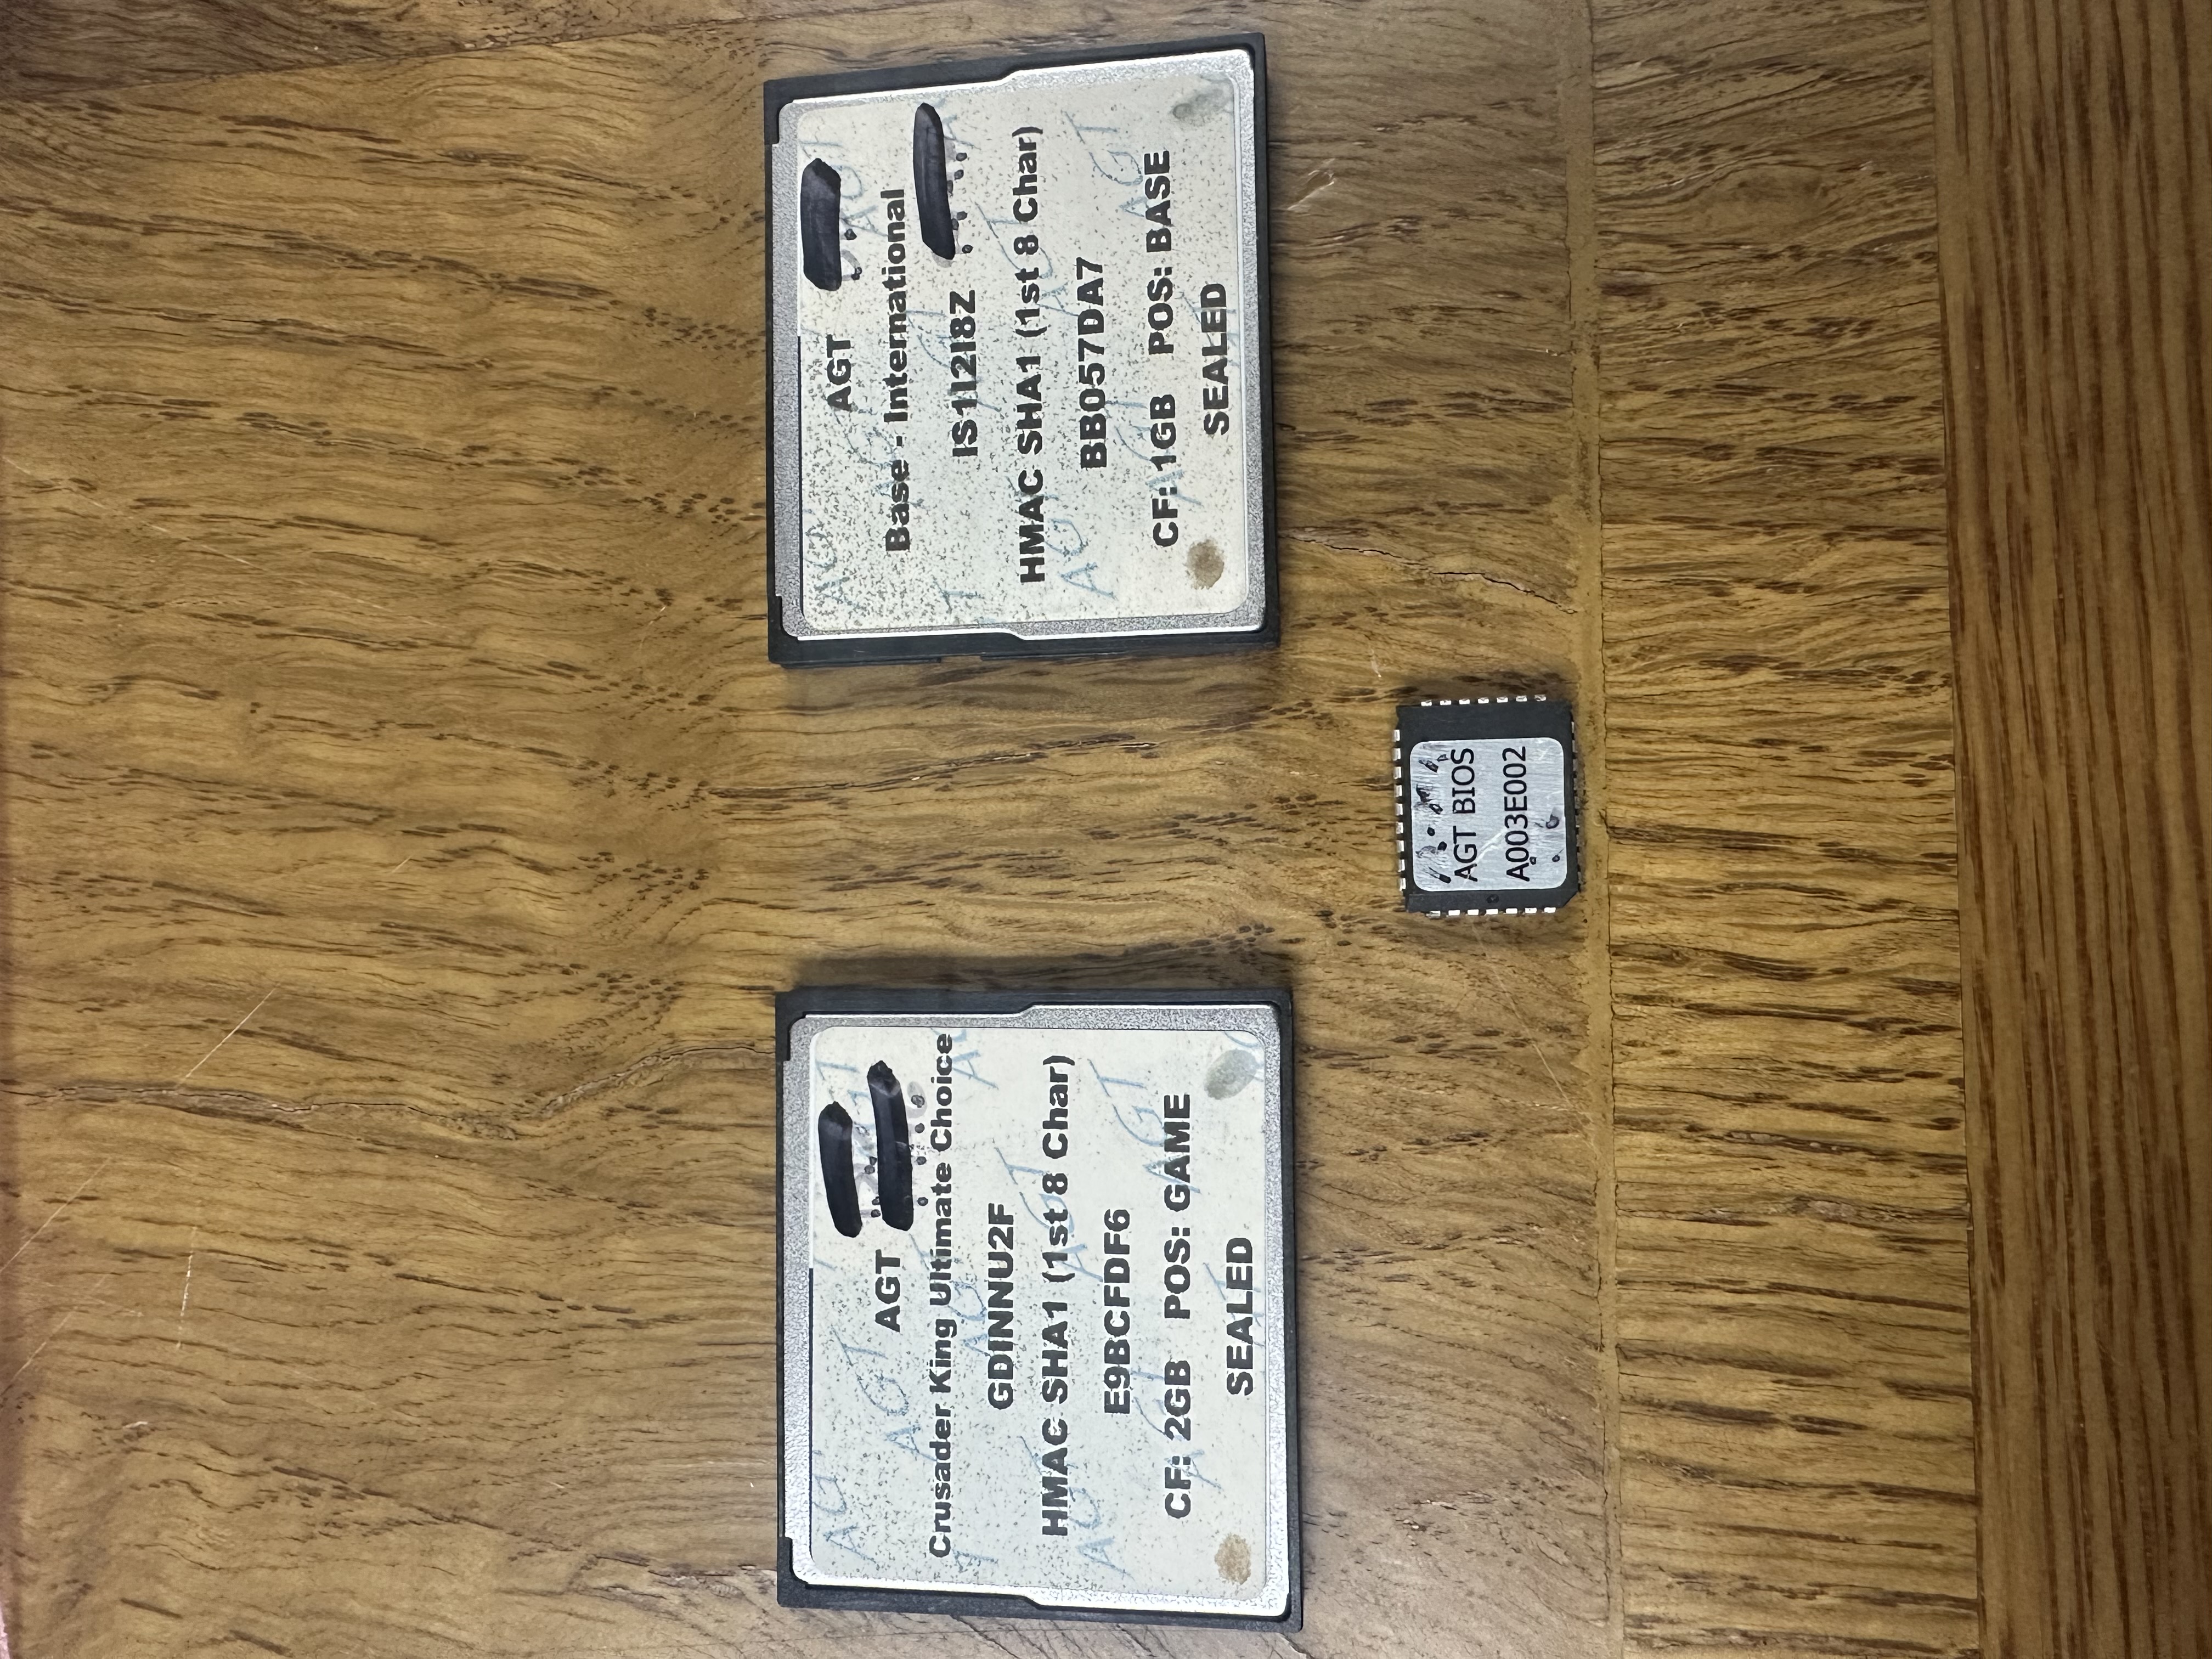 AGT
Crusader King Ultimate Choice
GDINNU2F
HMAC SHA1 (1st 8 Char)
E9BCFDF6
CF: 2GB POS: GAME
SEALED
AGT
Base - International
IS112I8Z
HMAC SHA1 (1st 8 Char)
BB057DA7
CF: 1GB POS: BASE
SEALED
AGT BIOS
A003E002